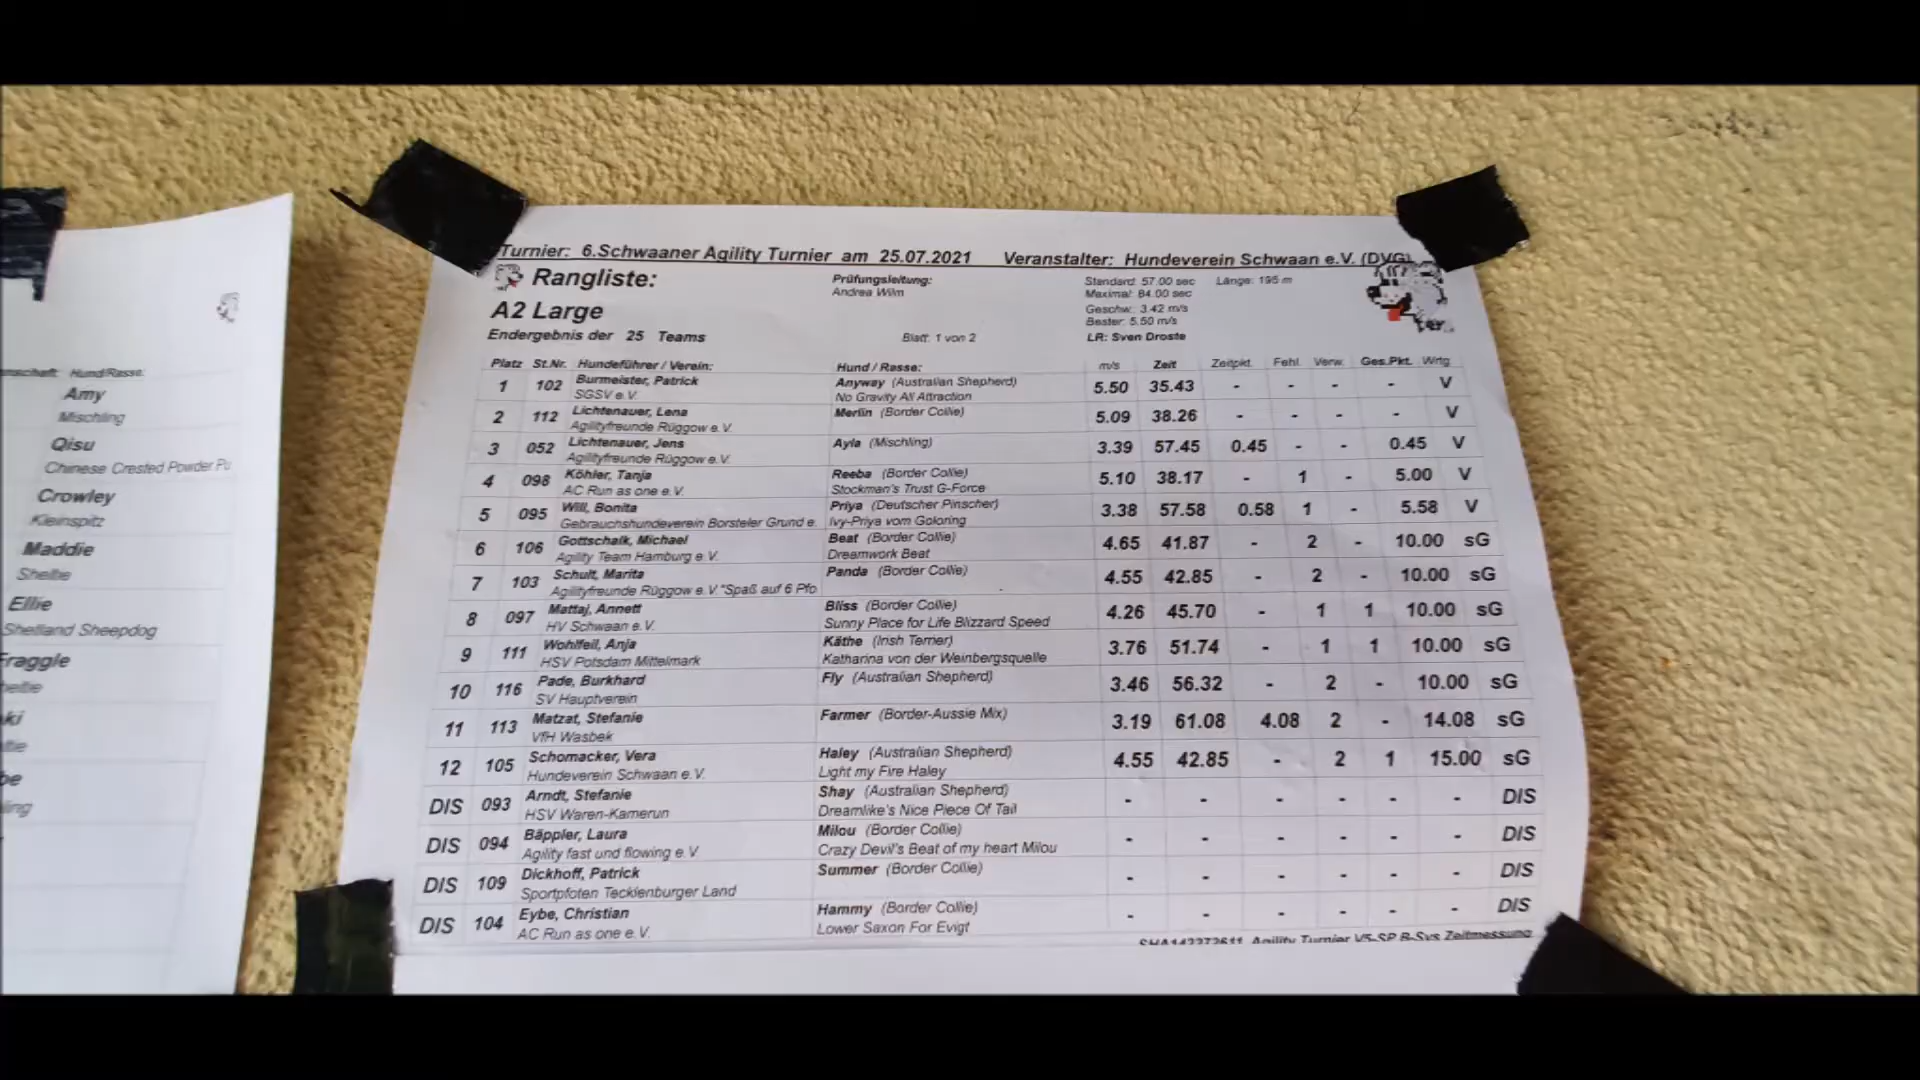 Turnier: 6.Schwaaner Agility Turnier am 25.07.2021 Veranstalter: Hundeverein Schwaan e.V. (DVG)
Rangliste: Prüfungsleitung: Standard: 57.00 sec Länge: 195 m
Andrea Wilm Maximal: 84.00 sec
A2 Large Geschw.: 3.42 m/s
Bester: 5.50 m/s
Endergebnis der 25 Teams Blatt: 1 von 2 LR: Sven Droste
Platz St.Nr. Hundeführer / Verein: Hund / Rasse: m/s Zeit Zeitpkt. Fehl. Verw. Ges.Pkt. Wrtg.
1 102 Burmeister, Patrick Anyway (Australian Shepherd) 5.50 35.43 - - - - V
SGSV e.V. No Gravity All Attraction
2 112 Lichtenauer, Lena Merlin (Border Collie) 5.09 38.26 - - - - V
Agilityfreunde Rüggow e.V.
3 052 Lichtenauer, Jens Ayla (Mischling) 3.39 57.45 0.45 - - 0.45 V
Agilityfreunde Rüggow e.V.
4 098 Köhler, Tanja Reeba (Border Collie) 5.10 38.17 - 1 - 5.00 V
AC Run as one e.V. Stockman's Trust G-Force
5 095 Will, Bonita Priya (Deutscher Pinscher) 3.38 57.58 0.58 1 - 5.58 V
Gebrauchshundeverein Borsteler Grund e. Ivy-Priya vom Goloring
6 106 Gottschalk, Michael Beat (Border Collie) 4.65 41.87 - 2 - 10.00 sG
Agility Team Hamburg e.V. Dreamwork Beat
7 103 Schult, Marita Panda (Border Collie) 4.55 42.85 - 2 - 10.00 sG
Agilityfreunde Rüggow e.V."Spaß auf 6 Pfo
8 097 Mattaj, Annett Bliss (Border Collie) 4.26 45.70 - 1 1 10.00 sG
HV Schwaan e.V. Sunny Place for Life Blizzard Speed
9 111 Wohlfeil, Anja Käthe (Irish Terrier) 3.76 51.74 - 1 1 10.00 sG
HSV Potsdam Mittelmark Katharina von der Weinbergsquelle
10 116 Pade, Burkhard Fly (Australian Shepherd) 3.46 56.32 - 2 - 10.00 sG
SV Hauptverein
11 113 Matzat, Stefanie Farmer (Border-Aussie Mix) 3.19 61.08 4.08 2 - 14.08 sG
VfH Wasbek
12 105 Schomacker, Vera Haley (Australian Shepherd) 4.55 42.85 - 2 1 15.00 sG
Hundeverein Schwaan e.V. Light my Fire Haley
DIS 093 Arndt, Stefanie Shay (Australian Shepherd) - - - - - - DIS
HSV Waren-Kamerun Dreamlike's Nice Piece Of Tail
DIS 094 Bäppler, Laura Milou (Border Collie) - - - - - - DIS
Agility fast und flowing e.V. Crazy Devil's Beat of my heart Milou
DIS 109 Dickhoff, Patrick Summer (Border Collie) - - - - - - DIS
Sportpfoten Tecklenburger Land
DIS 104 Eybe, Christian Hammy (Border Collie) - - - - - - DIS
AC Run as one e.V. Lower Saxon For Evigt
Agility Turnier V5-SP B-Sys Zeitmessung
Hund/Rasse:
Amy
Mischling
Qisu
Chinese Crested Powder Pu
Crowley
Kleinspitz
Maddie
Sheltie
Ellie
Shetland Sheepdog
Fraggle